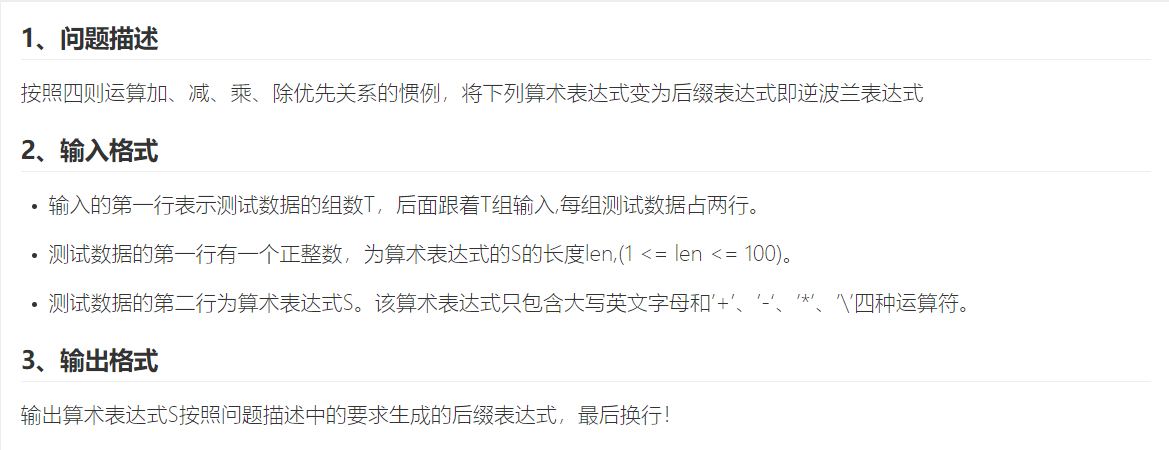 1、问题描述
按照四则运算加、减、乘、除优先关系的惯例，将下列算术表达式变为后缀表达式即逆波兰表达式
2、输入格式
• 输入的第一行表示测试数据的组数T，后面跟着T组输入,每组测试数据占两行。
• 测试数据的第一行有一个正整数，为算术表达式的S的长度len,(1 <= len <= 100)。
• 测试数据的第二行为算术表达式S。该算术表达式只包含大写英文字母和’+’、’-‘、’*’、’\’四种运算符。
3、输出格式
输出算术表达式S按照问题描述中的要求生成的后缀表达式，最后换行！